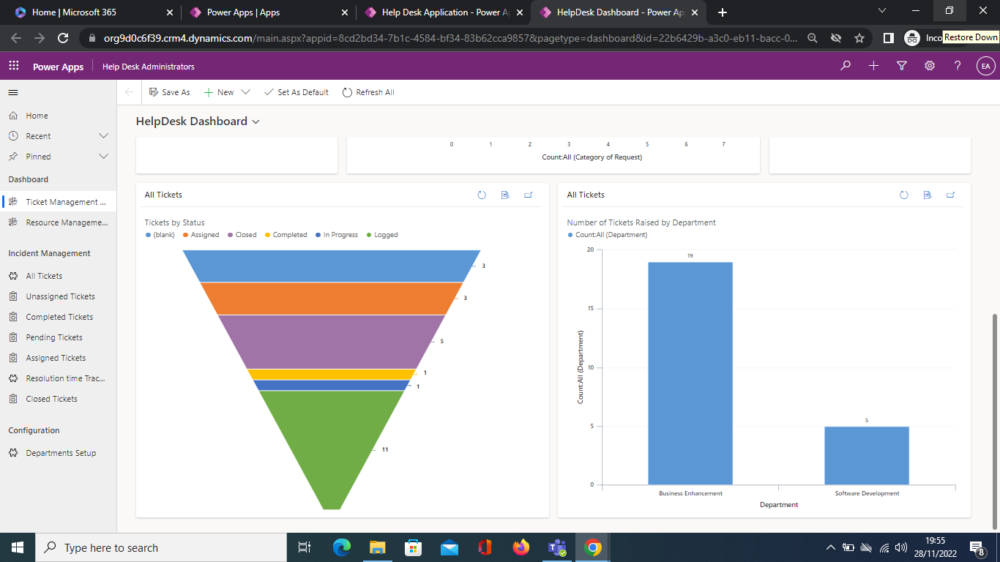 Home | Microsoft 365
Power Apps | Apps
Help Desk Application - Power A
HelpDesk Dashboard - Power Ap
org9d0c6f39.crm4.dynamics.com/main.aspx?appid=8cd2bd34-7b1c-4584-bf34-83b62cca9857&pagetype=dashboard&id=22b6429b-a3c0-eb11-bacc-0...
Inco
Restore Down
Power Apps
Help Desk Administrators
EA
Save As
New
Set As Default
Refresh All
Home
Recent
Pinned
Dashboard
Ticket Management ...
Resource Manageme...
Incident Management
All Tickets
Unassigned Tickets
Completed Tickets
Pending Tickets
Assigned Tickets
Resolution time Trac...
Closed Tickets
Configuration
Departments Setup
HelpDesk Dashboard
0 1 2 3 4 5 6 7
Count:All (Category of Request)
All Tickets
Tickets by Status
(blank) Assigned Closed Completed In Progress Logged
3
3
5
1
1
11
All Tickets
Number of Tickets Raised by Department
Count:All (Department)
20
15
10
5
0
Count:All (Department)
19
5
Business Enhancement
Software Development
Department
Type here to search
19:55
28/11/2022
8